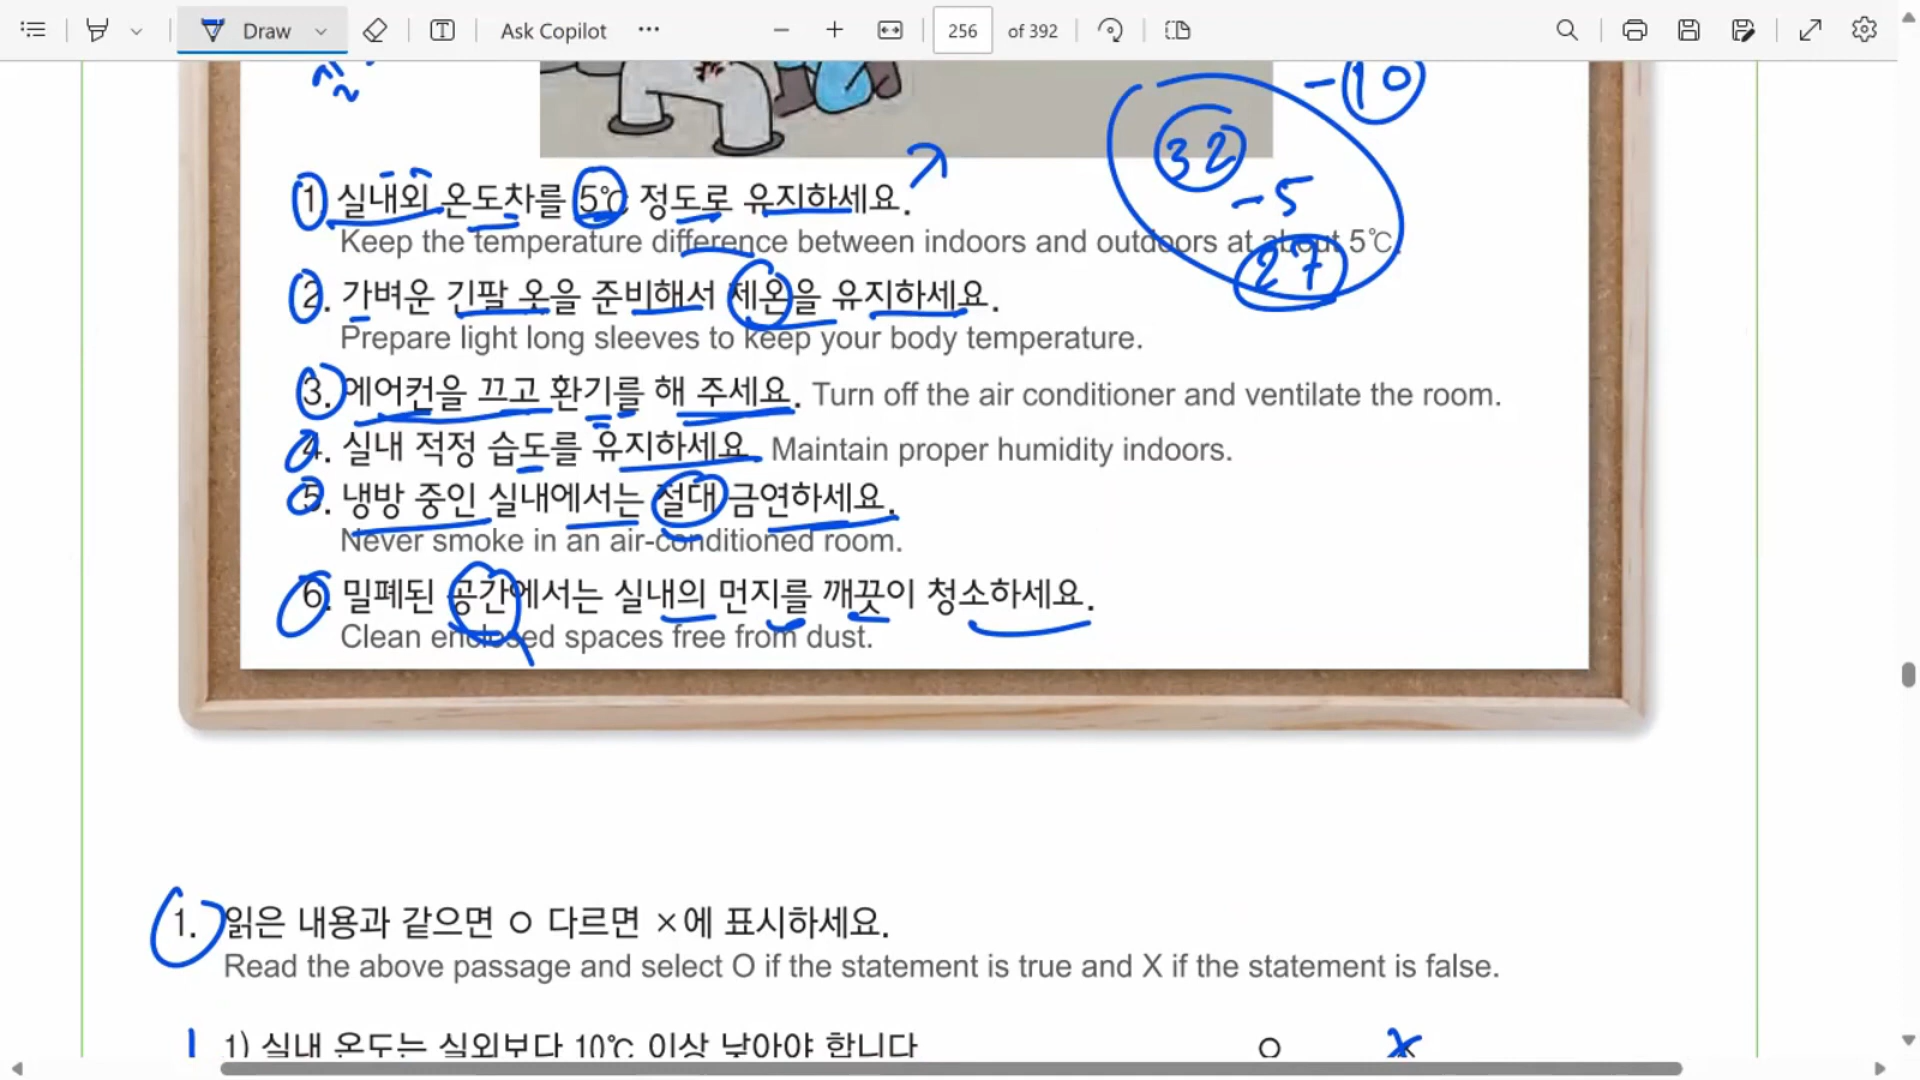 Draw
Ask Copilot
256 of 392
-10
32
-5
27
1. 실내외 온도차를 5℃ 정도로 유지하세요.
Keep the temperature difference between indoors and outdoors at about 5℃.
2. 가벼운 긴팔 옷을 준비해서 체온을 유지하세요.
Prepare light long sleeves to keep your body temperature.
3. 에어컨을 끄고 환기를 해 주세요. Turn off the air conditioner and ventilate the room.
4. 실내 적정 습도를 유지하세요. Maintain proper humidity indoors.
5. 냉방 중인 실내에서는 절대 금연하세요.
Never smoke in an air-conditioned room.
6. 밀폐된 공간에서는 실내의 먼지를 깨끗이 청소하세요.
Clean enclosed spaces free from dust.
1. 읽은 내용과 같으면 ㅇ 다르면 ×에 표시하세요.
Read the above passage and select O if the statement is true and X if the statement is false.
1) 실내 온도는 실외보다 10℃ 이상 낮아야 합니다 O X